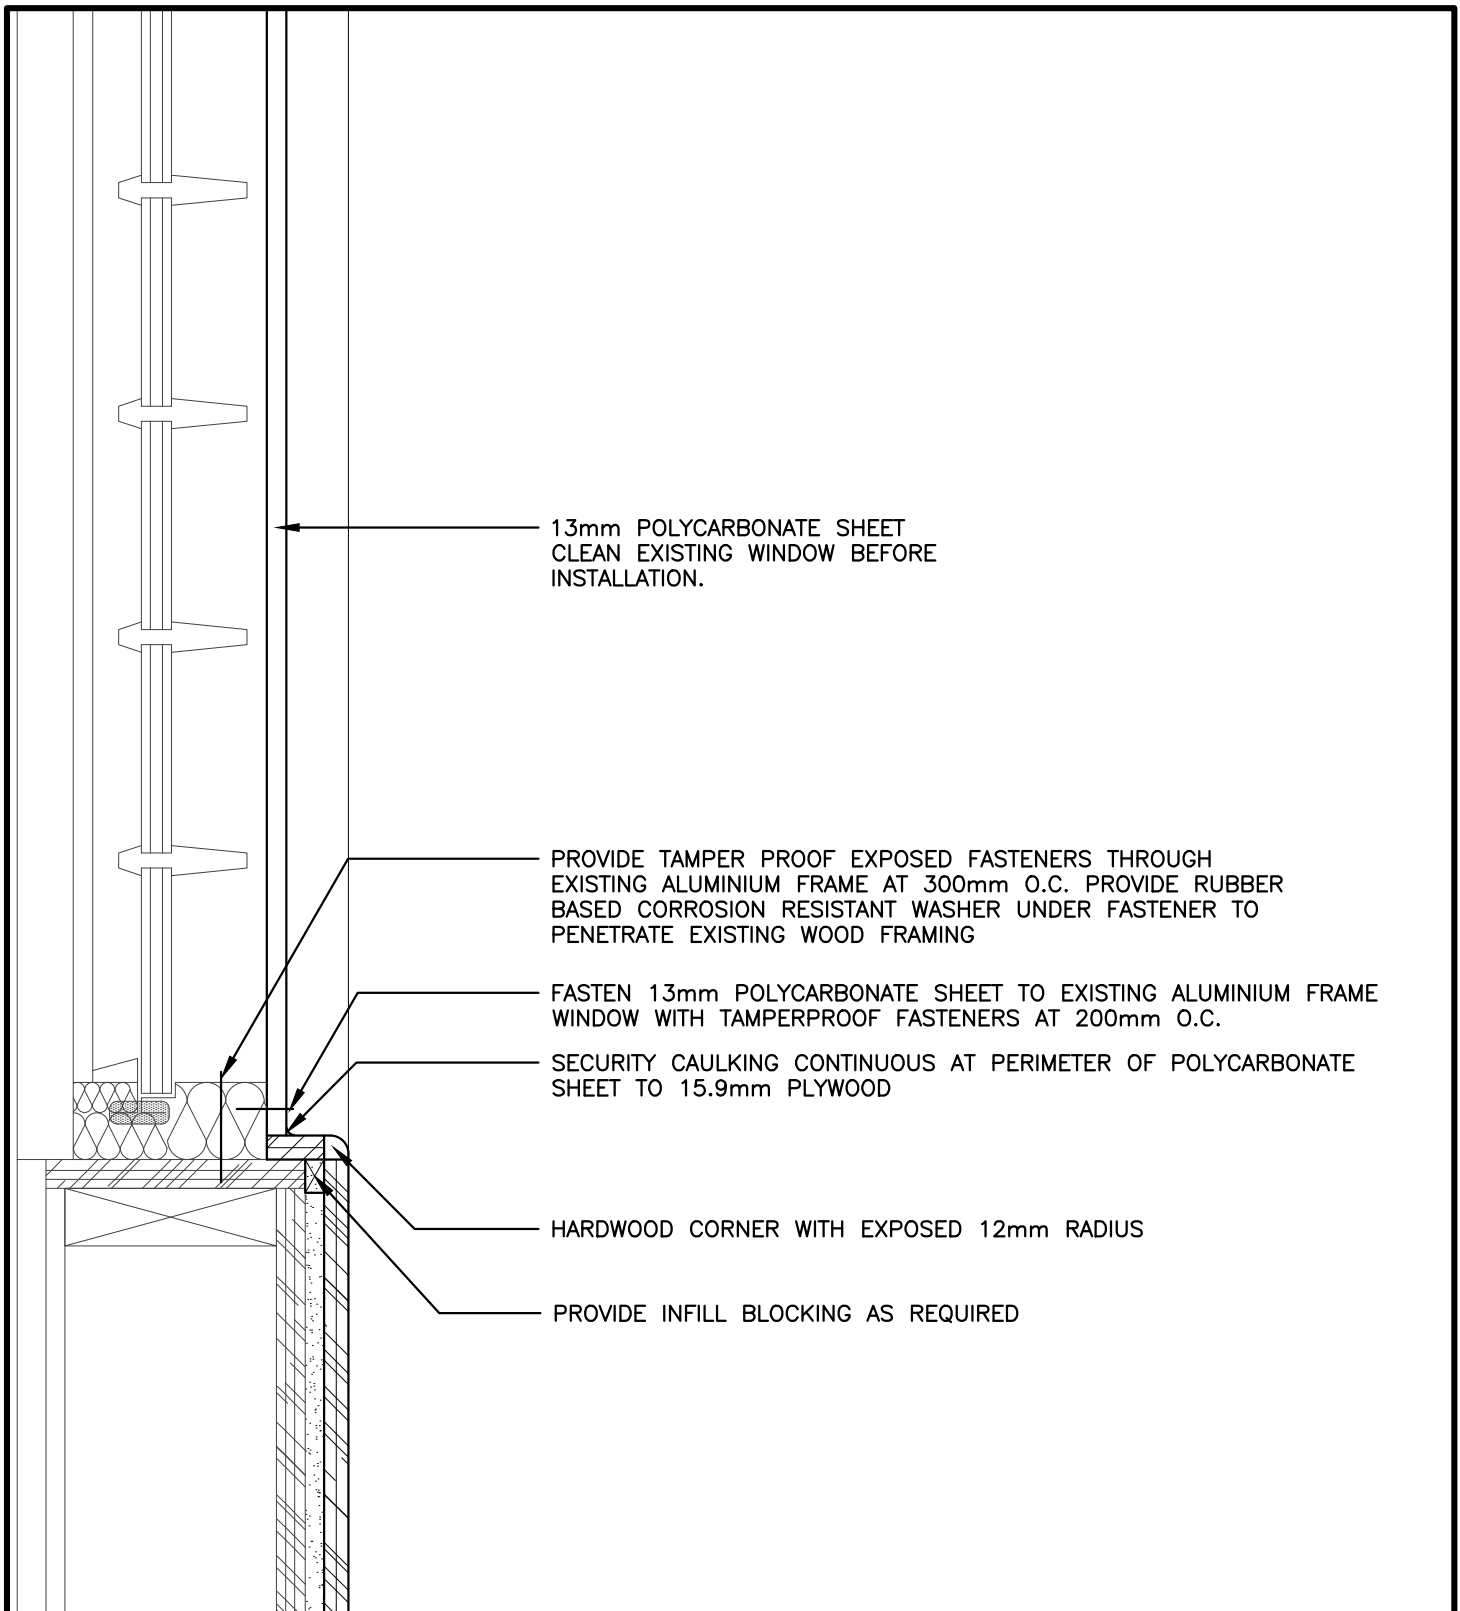 13mm POLYCARBONATE SHEET
CLEAN EXISTING WINDOW BEFORE
INSTALLATION.
PROVIDE TAMPER PROOF EXPOSED FASTENERS THROUGH
EXISTING ALUMINIUM FRAME AT 300mm O.C. PROVIDE RUBBER
BASED CORROSION RESISTANT WASHER UNDER FASTENER TO
PENETRATE EXISTING WOOD FRAMING
FASTEN 13mm POLYCARBONATE SHEET TO EXISTING ALUMINIUM FRAME
WINDOW WITH TAMPERPROOF FASTENERS AT 200mm O.C.
SECURITY CAULKING CONTINUOUS AT PERIMETER OF POLYCARBONATE
SHEET TO 15.9mm PLYWOOD
HARDWOOD CORNER WITH EXPOSED 12mm RADIUS
PROVIDE INFILL BLOCKING AS REQUIRED